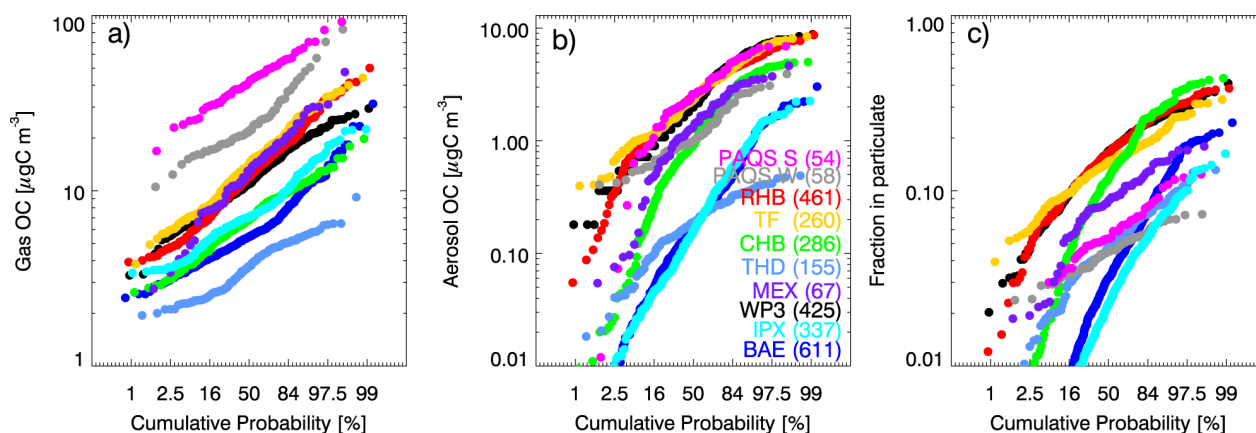 a)
100
10
1
Gas OC [μgC m-3]
1 2.5 16 50 84 97.5 99
Cumulative Probability [%]
b)
10.00
1.00
0.10
0.01
Aerosol OC [μgC m-3]
PAQS S (54)
PAQS W (58)
RHB (461)
TF (260)
CHB (286)
THD (155)
MEX (67)
WP3 (425)
IPX (337)
BAE (611)
1 2.5 16 50 84 97.5 99
Cumulative Probability [%]
c)
1.00
0.10
0.01
Fraction in particulate
1 2.5 16 50 84 97.5 99
Cumulative Probability [%]